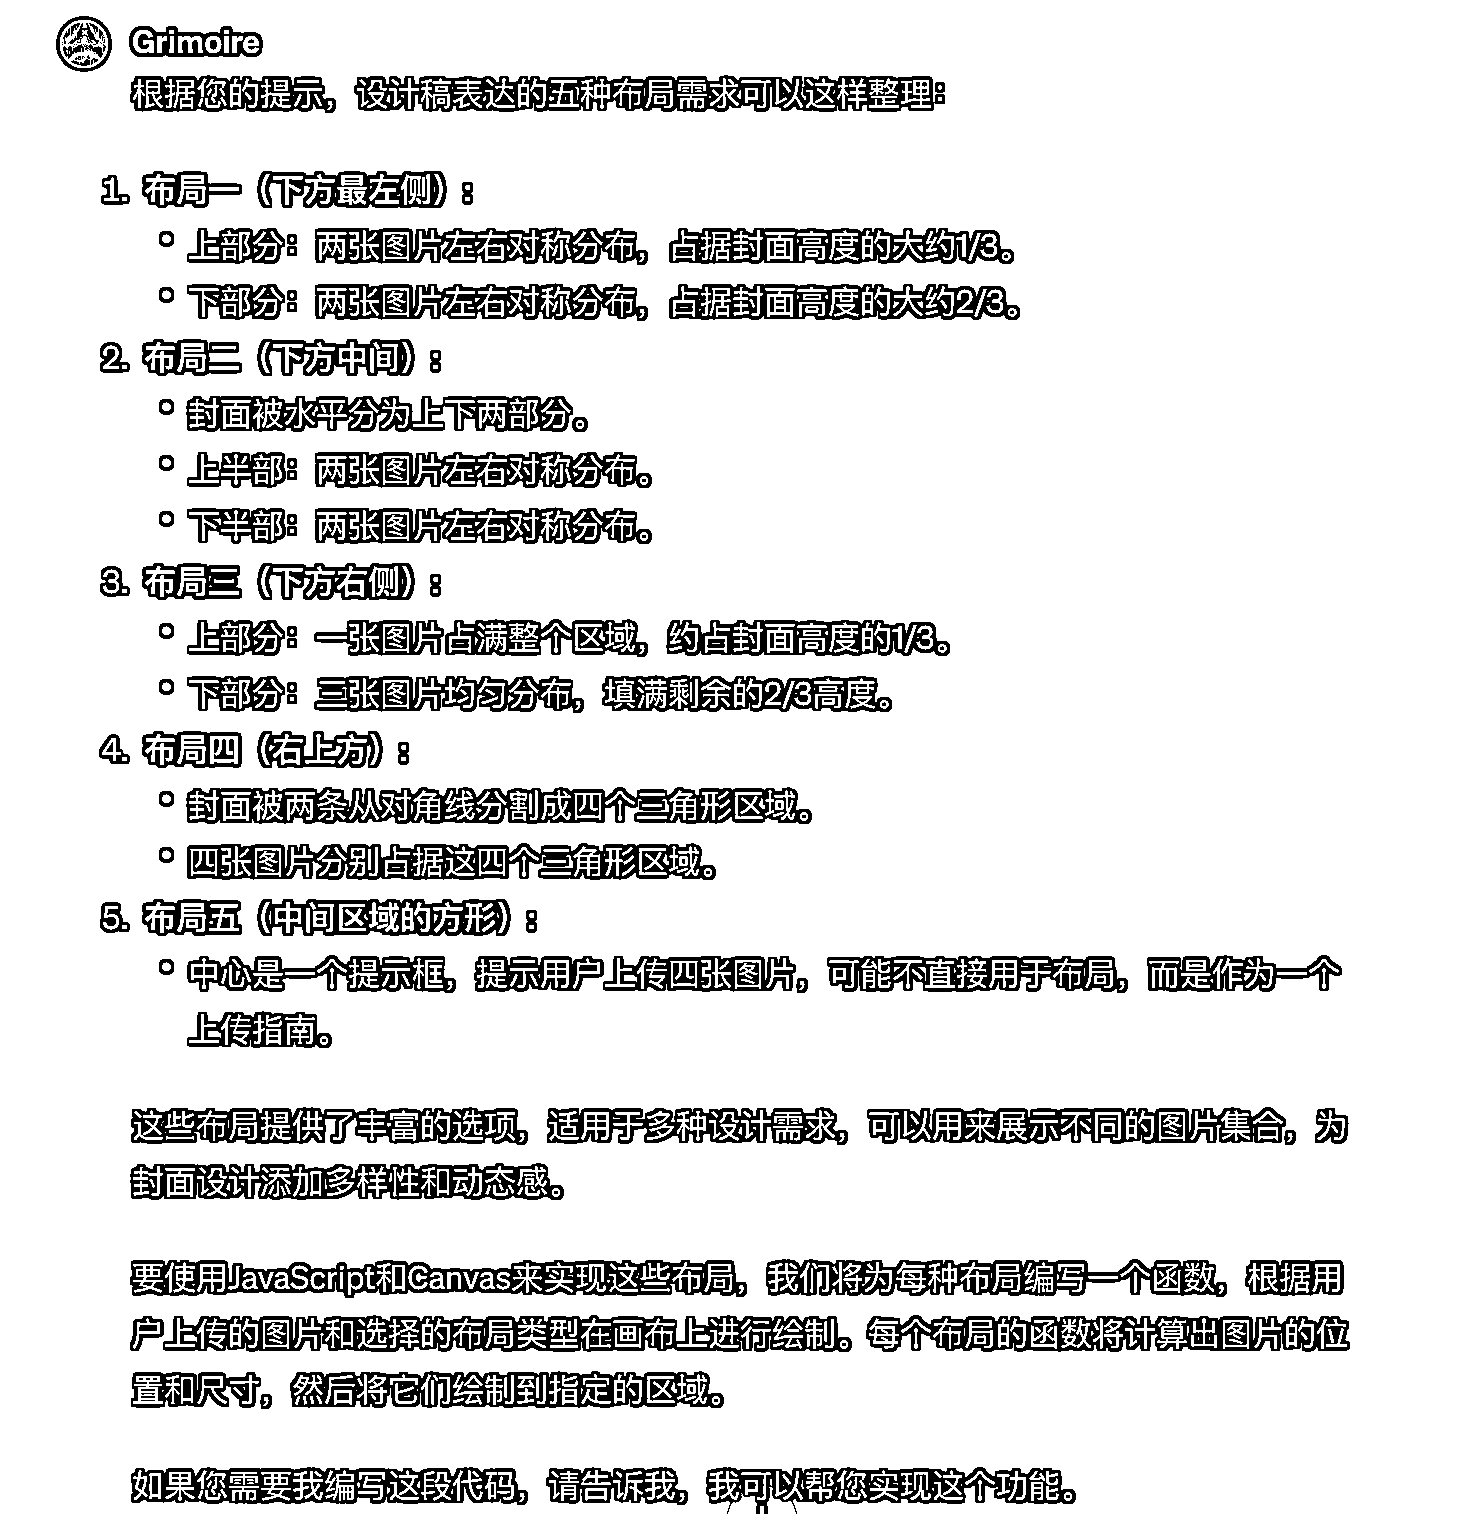 Grimoire
根据您的提示，设计稿表达的五种布局需求可以这样整理：
1. 布局一（下方最左侧）：
上部分：两张图片左右对称分布，占据封面高度的大约1/3。
下部分：两张图片左右对称分布，占据封面高度的大约2/3。
2. 布局二（下方中间）：
封面被水平分为上下两部分。
上半部：两张图片左右对称分布。
下半部：两张图片左右对称分布。
3. 布局三（下方右侧）：
上部分：一张图片占满整个区域，约占封面高度的1/3。
下部分：三张图片均匀分布，填满剩余的2/3高度。
4. 布局四（右上方）：
封面被两条从对角线分割成四个三角形区域。
四张图片分别占据这四个三角形区域。
5. 布局五（中间区域的方形）：
中心是一个提示框，提示用户上传四张图片，可能不直接用于布局，而是作为一个
上传指南。
这些布局提供了丰富的选项，适用于多种设计需求，可以用来展示不同的图片集合，为
封面设计添加多样性和动态感。
要使用JavaScript和Canvas来实现这些布局，我们将为每种布局编写一个函数，根据用
户上传的图片和选择的布局类型在画布上进行绘制。每个布局的函数将计算出图片的位
置和尺寸，然后将它们绘制到指定的区域。
如果您需要我编写这段代码，请告诉我，我可以帮您实现这个功能。